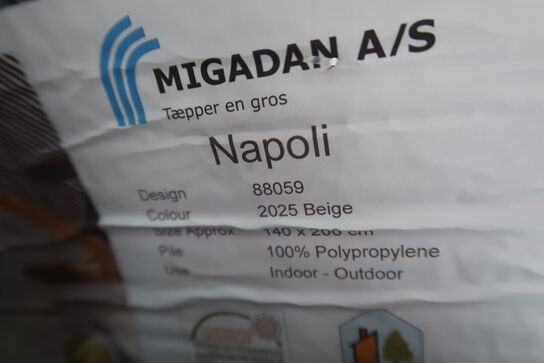 MIGADAN A/S
Tæpper en gros
Napoli
Design 88059
Colour 2025 Beige
Size Approx. 140 x 200 cm
Pile 100% Polypropylene
Use Indoor - Outdoor